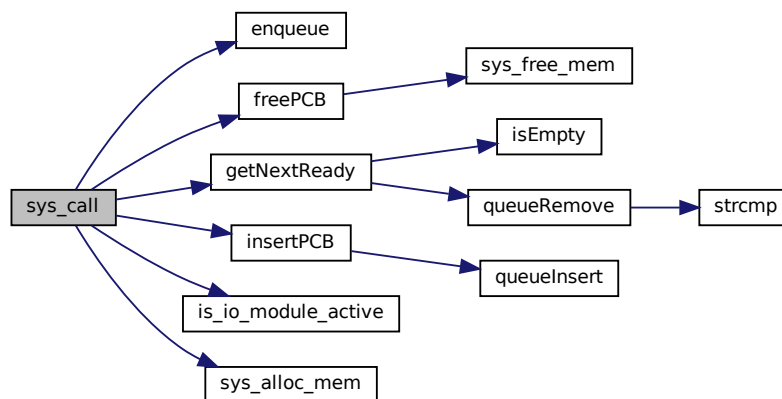 enqueue
sys_free_mem
freePCB
isEmpty
getNextReady
sys_call
queueRemove
strcmp
insertPCB
queueInsert
is_io_module_active
sys_alloc_mem